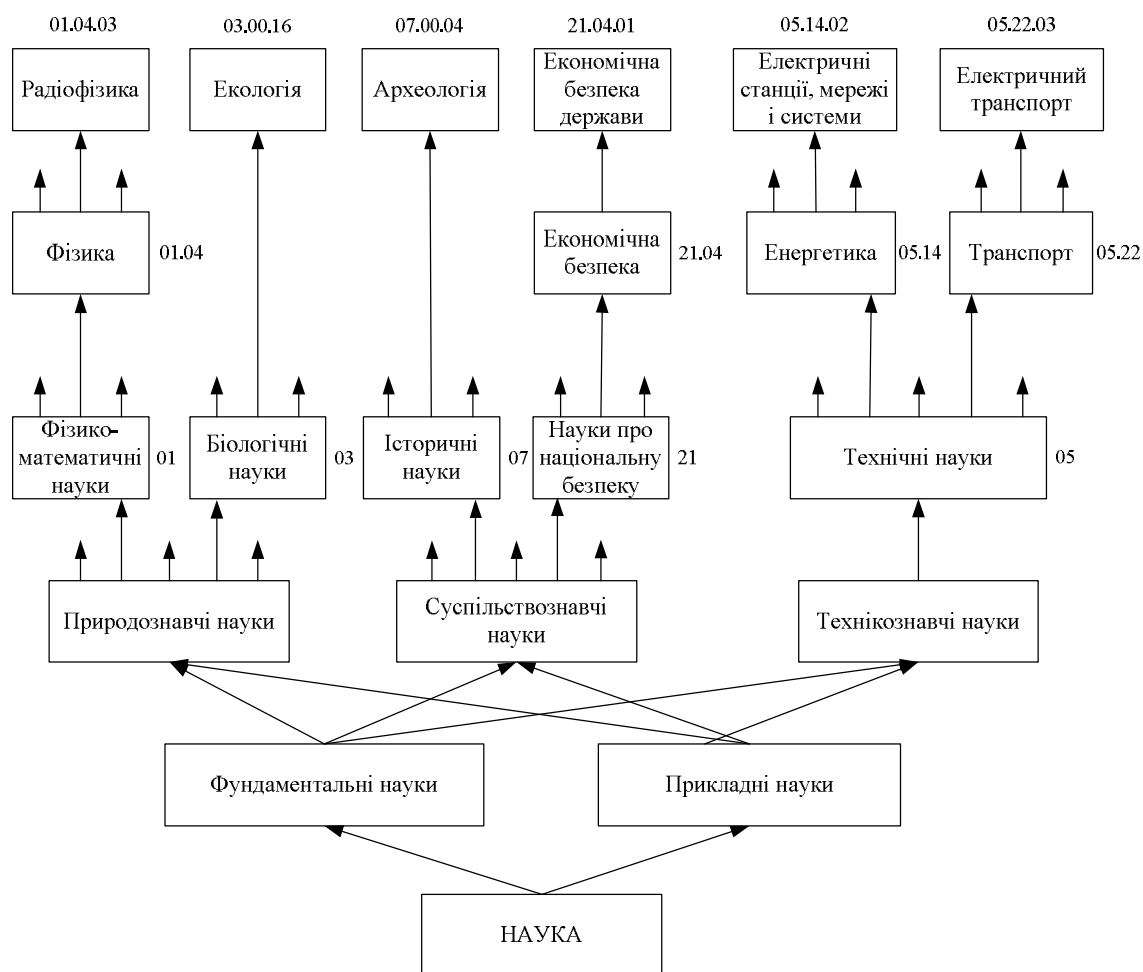 01.04.03
03.00.16
07.00.04
21.04.01
05.14.02
05.22.03
Радіофізика
Екологія
Археологія
Економічна
безпека
держави
Електричні
станції, мережі
і системи
Електричний
транспорт
Фізика
01.04
Економічна
безпека
21.04
Енергетика
05.14
Транспорт
05.22
Фізико-
математичні
науки
01
Біологічні
науки
03
Історичні
науки
07
Науки про
національну
безпеку
21
Технічні науки
05
Природознавчі науки
Суспільствознавчі
науки
Технікознавчі науки
Фундаментальні науки
Прикладні науки
НАУКА